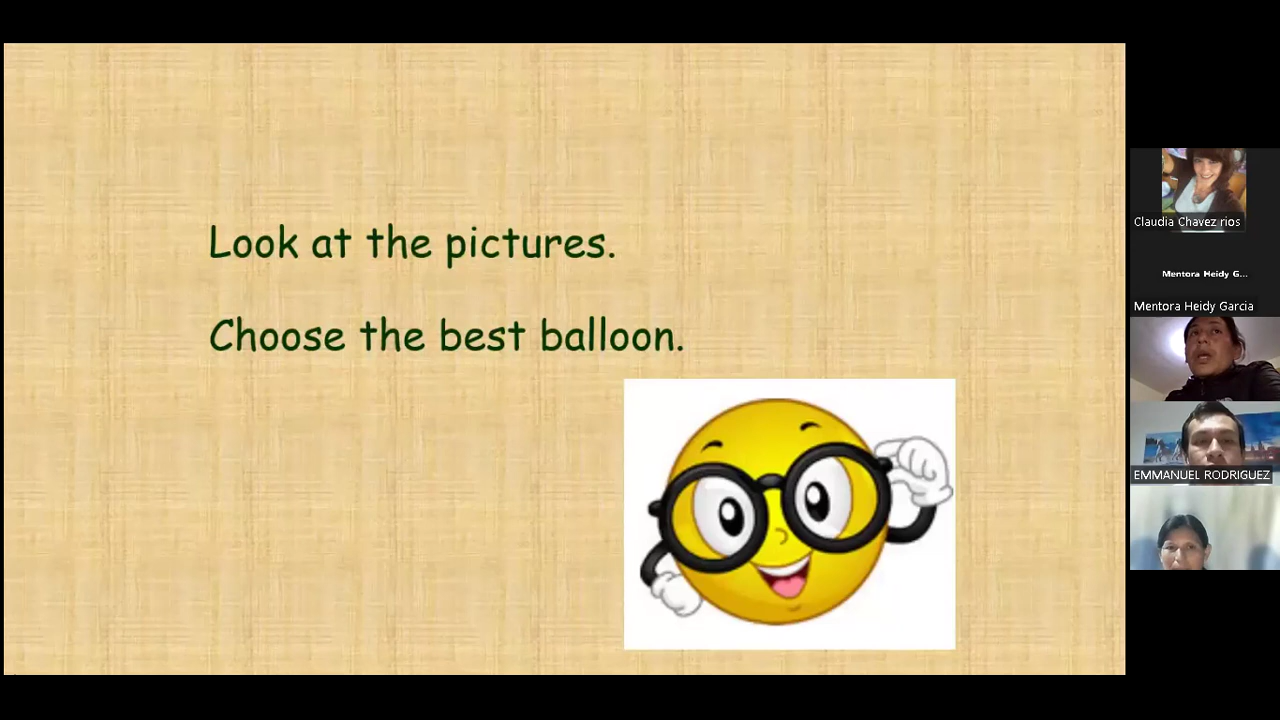 Look at the pictures.
Choose the best balloon.
Claudia Chavez rios
Mentora Heidy G...
Mentora Heidy Garcia
EMMANUEL RODRIGUEZ